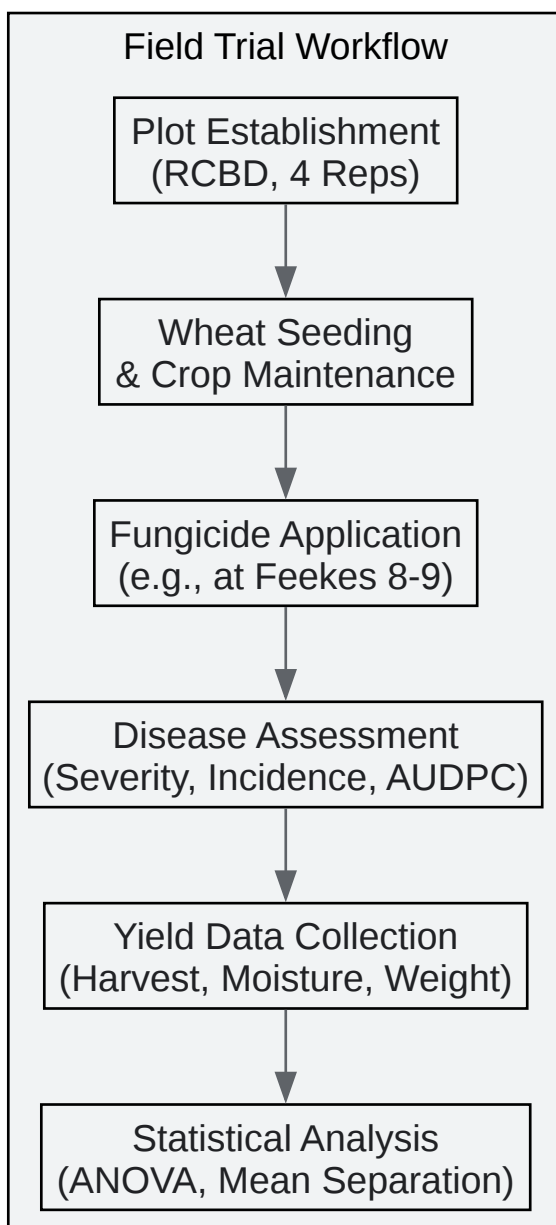 Field Trial Workflow
Plot Establishment
(RCBD, 4 Reps)
Wheat Seeding
& Crop Maintenance
Fungicide Application
(e.g., at Feekes 8-9)
Disease Assessment
(Severity, Incidence, AUDPC)
Yield Data Collection
(Harvest, Moisture, Weight)
Statistical Analysis
(ANOVA, Mean Separation)